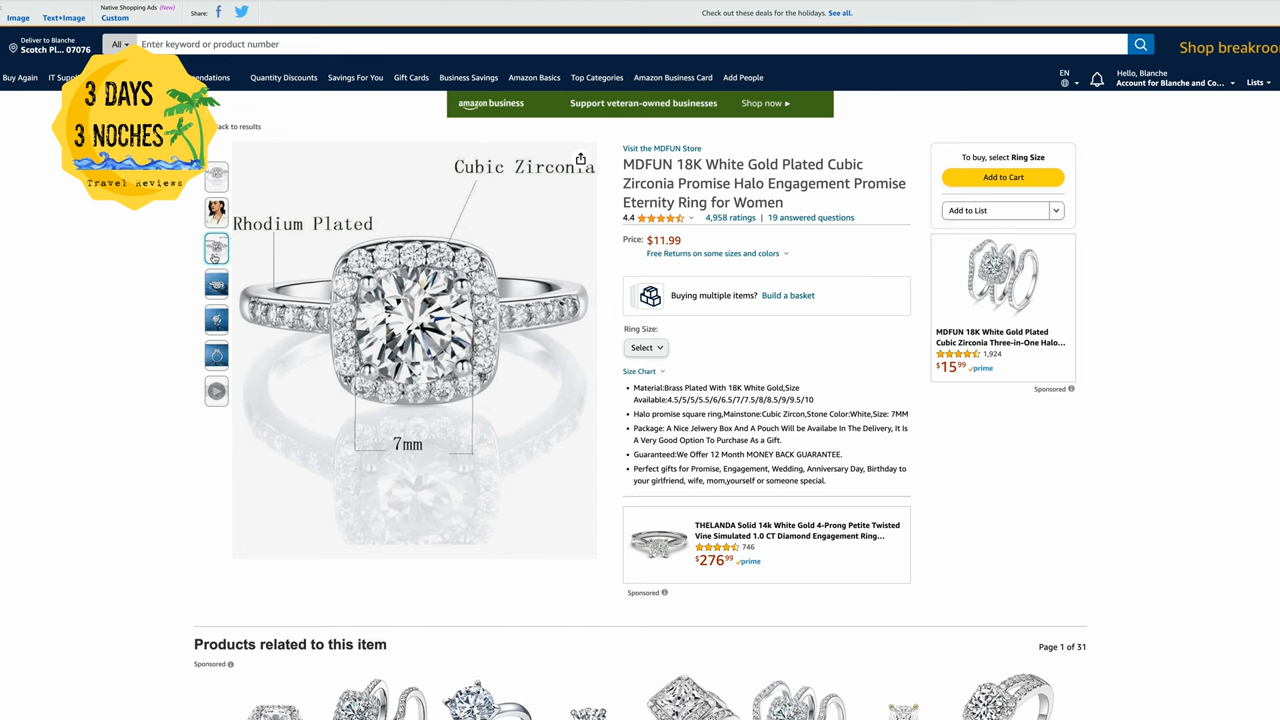 Native Shopping Ads (New)
Image Text+Image Custom
Share:
Check out these deals for the holidays. See all.
Deliver to Blanche
Scotch Pl... 07076
All
Enter keyword or product number
Shop breakroo
Buy Again
IT Suppl
endations
Quantity Discounts
Savings For You
Gift Cards
Business Savings
Amazon Basics
Top Categories
Amazon Business Card
Add People
EN
Hello, Blanche
Account for Blanche and Co...
Lists
3 DAYS
3 NOCHES
Travel Reviews
amazon business
Support veteran-owned businesses
Shop now ▸
ack to results
Cubic Zirconia
Rhodium Plated
7mm
Visit the MDFUN Store
MDFUN 18K White Gold Plated Cubic
Zirconia Promise Halo Engagement Promise
Eternity Ring for Women
4.4
4,958 ratings | 19 answered questions
Price: $11.99
Free Returns on some sizes and colors
Buying multiple items? Build a basket
Ring Size:
Select
Size Chart
• Material:Brass Plated With 18K White Gold,Size
Available:4.5/5/5/5.5/6/6.5/7/7.5/8/8.5/9/9.5/10
• Halo promise square ring,Mainstone:Cubic Zircon,Stone Color:White,Size: 7MM
• Package: A Nice Jelwery Box And A Pouch Will be Availabe In The Delivery, It Is
A Very Good Option To Purchase As a Gift.
• Guaranteed:We Offer 12 Month MONEY BACK GUARANTEE.
• Perfect gifts for Promise, Engagement, Wedding, Anniversary Day, Birthday to
your girlfriend, wife, mom,yourself or someone special.
THELANDA Solid 14k White Gold 4-Prong Petite Twisted
Vine Simulated 1.0 CT Diamond Engagement Ring...
746
$276.99 prime
Sponsored
To buy, select Ring Size
Add to Cart
Add to List
MDFUN 18K White Gold Plated
Cubic Zirconia Three-in-One Halo...
1,924
$15.99 prime
Sponsored
Products related to this item
Page 1 of 31
Sponsored